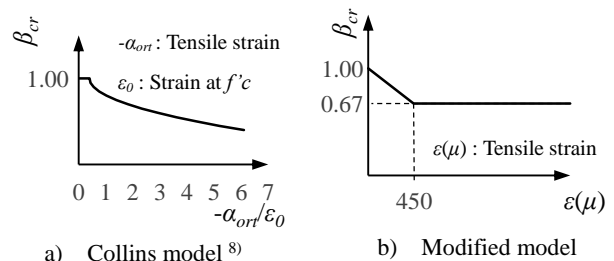 β_cr
-α_ort : Tensile strain
1.00
ε_0 : Strain at f'c
0 1 2 3 4 5 6 7
-α_ort/ε_0
a) Collins model 8)
β_cr
1.00
0.67
ε(μ) : Tensile strain
450
ε(μ)
b) Modified model